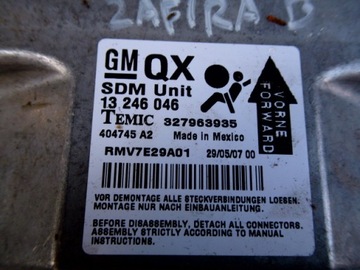 ZAFIRA B
GM QX
SDM Unit
13 246 046
TEMIC 327963935
404745 A2 Made in Mexico
RMV7E29A01 29/05/07 00
VORNE
FORWARD
VOR DEMONTAGE ALLE STECKVERBINDUNGEN LOESEN.
MONTAGE NUR NACH EINBAUANLEITUNG.
BEFORE DISASSEMBLY, DETACH ALL CONNECTORS.
ASSEMBLY STRICTLY ACCORDING TO MANUAL
INSTRUCTIONS.